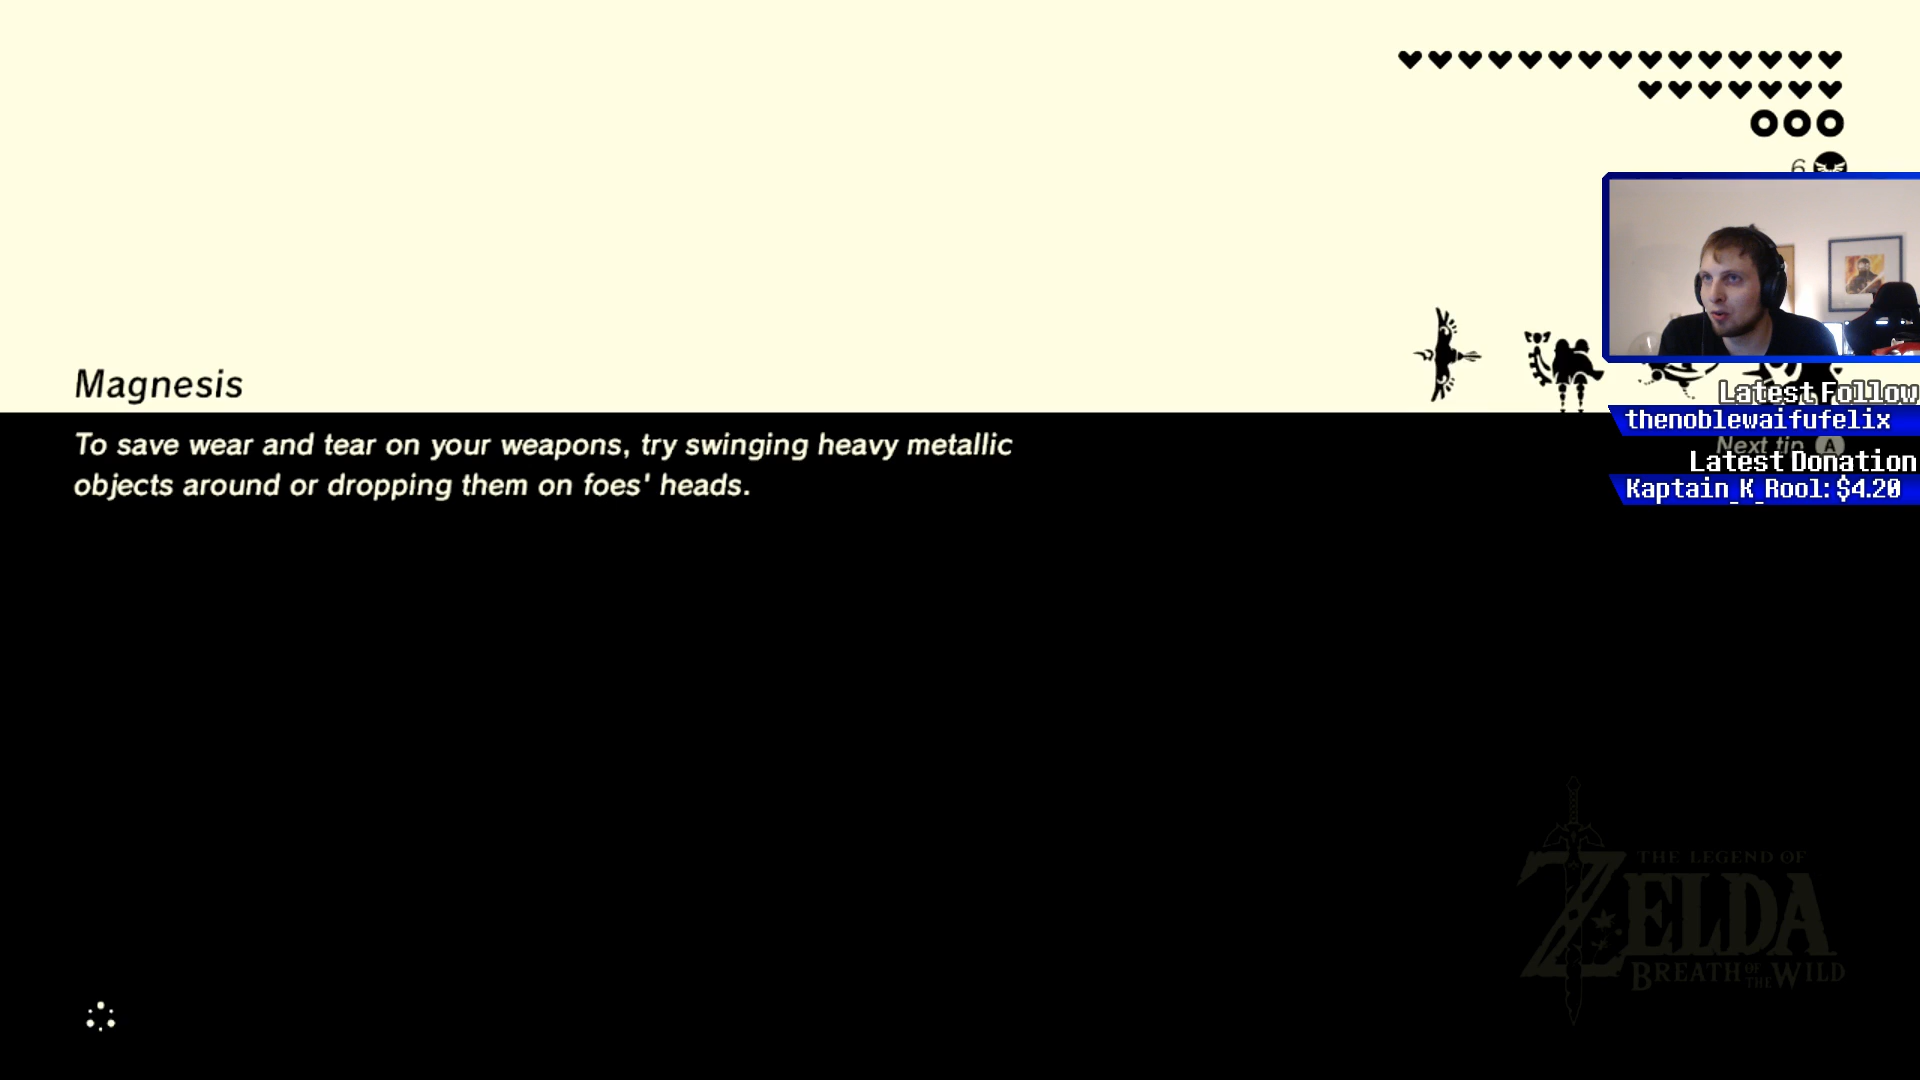 6
Magnesis
To save wear and tear on your weapons, try swinging heavy metallic
objects around or dropping them on foes' heads.
Latest Follow
thenoblewaifufelix
Next tip A
Latest Donation
Kaptain_K_Rool: $4.20
THE LEGEND OF
ZELDA
BREATH OF THE WILD